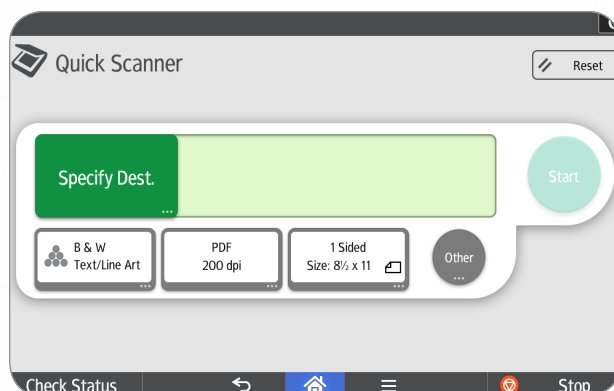 Quick Scanner
Reset
Specify Dest.
Start
B & W
Text/Line Art
PDF
200 dpi
1 Sided
Size: 8½ x 11
Other
Check Status
Stop